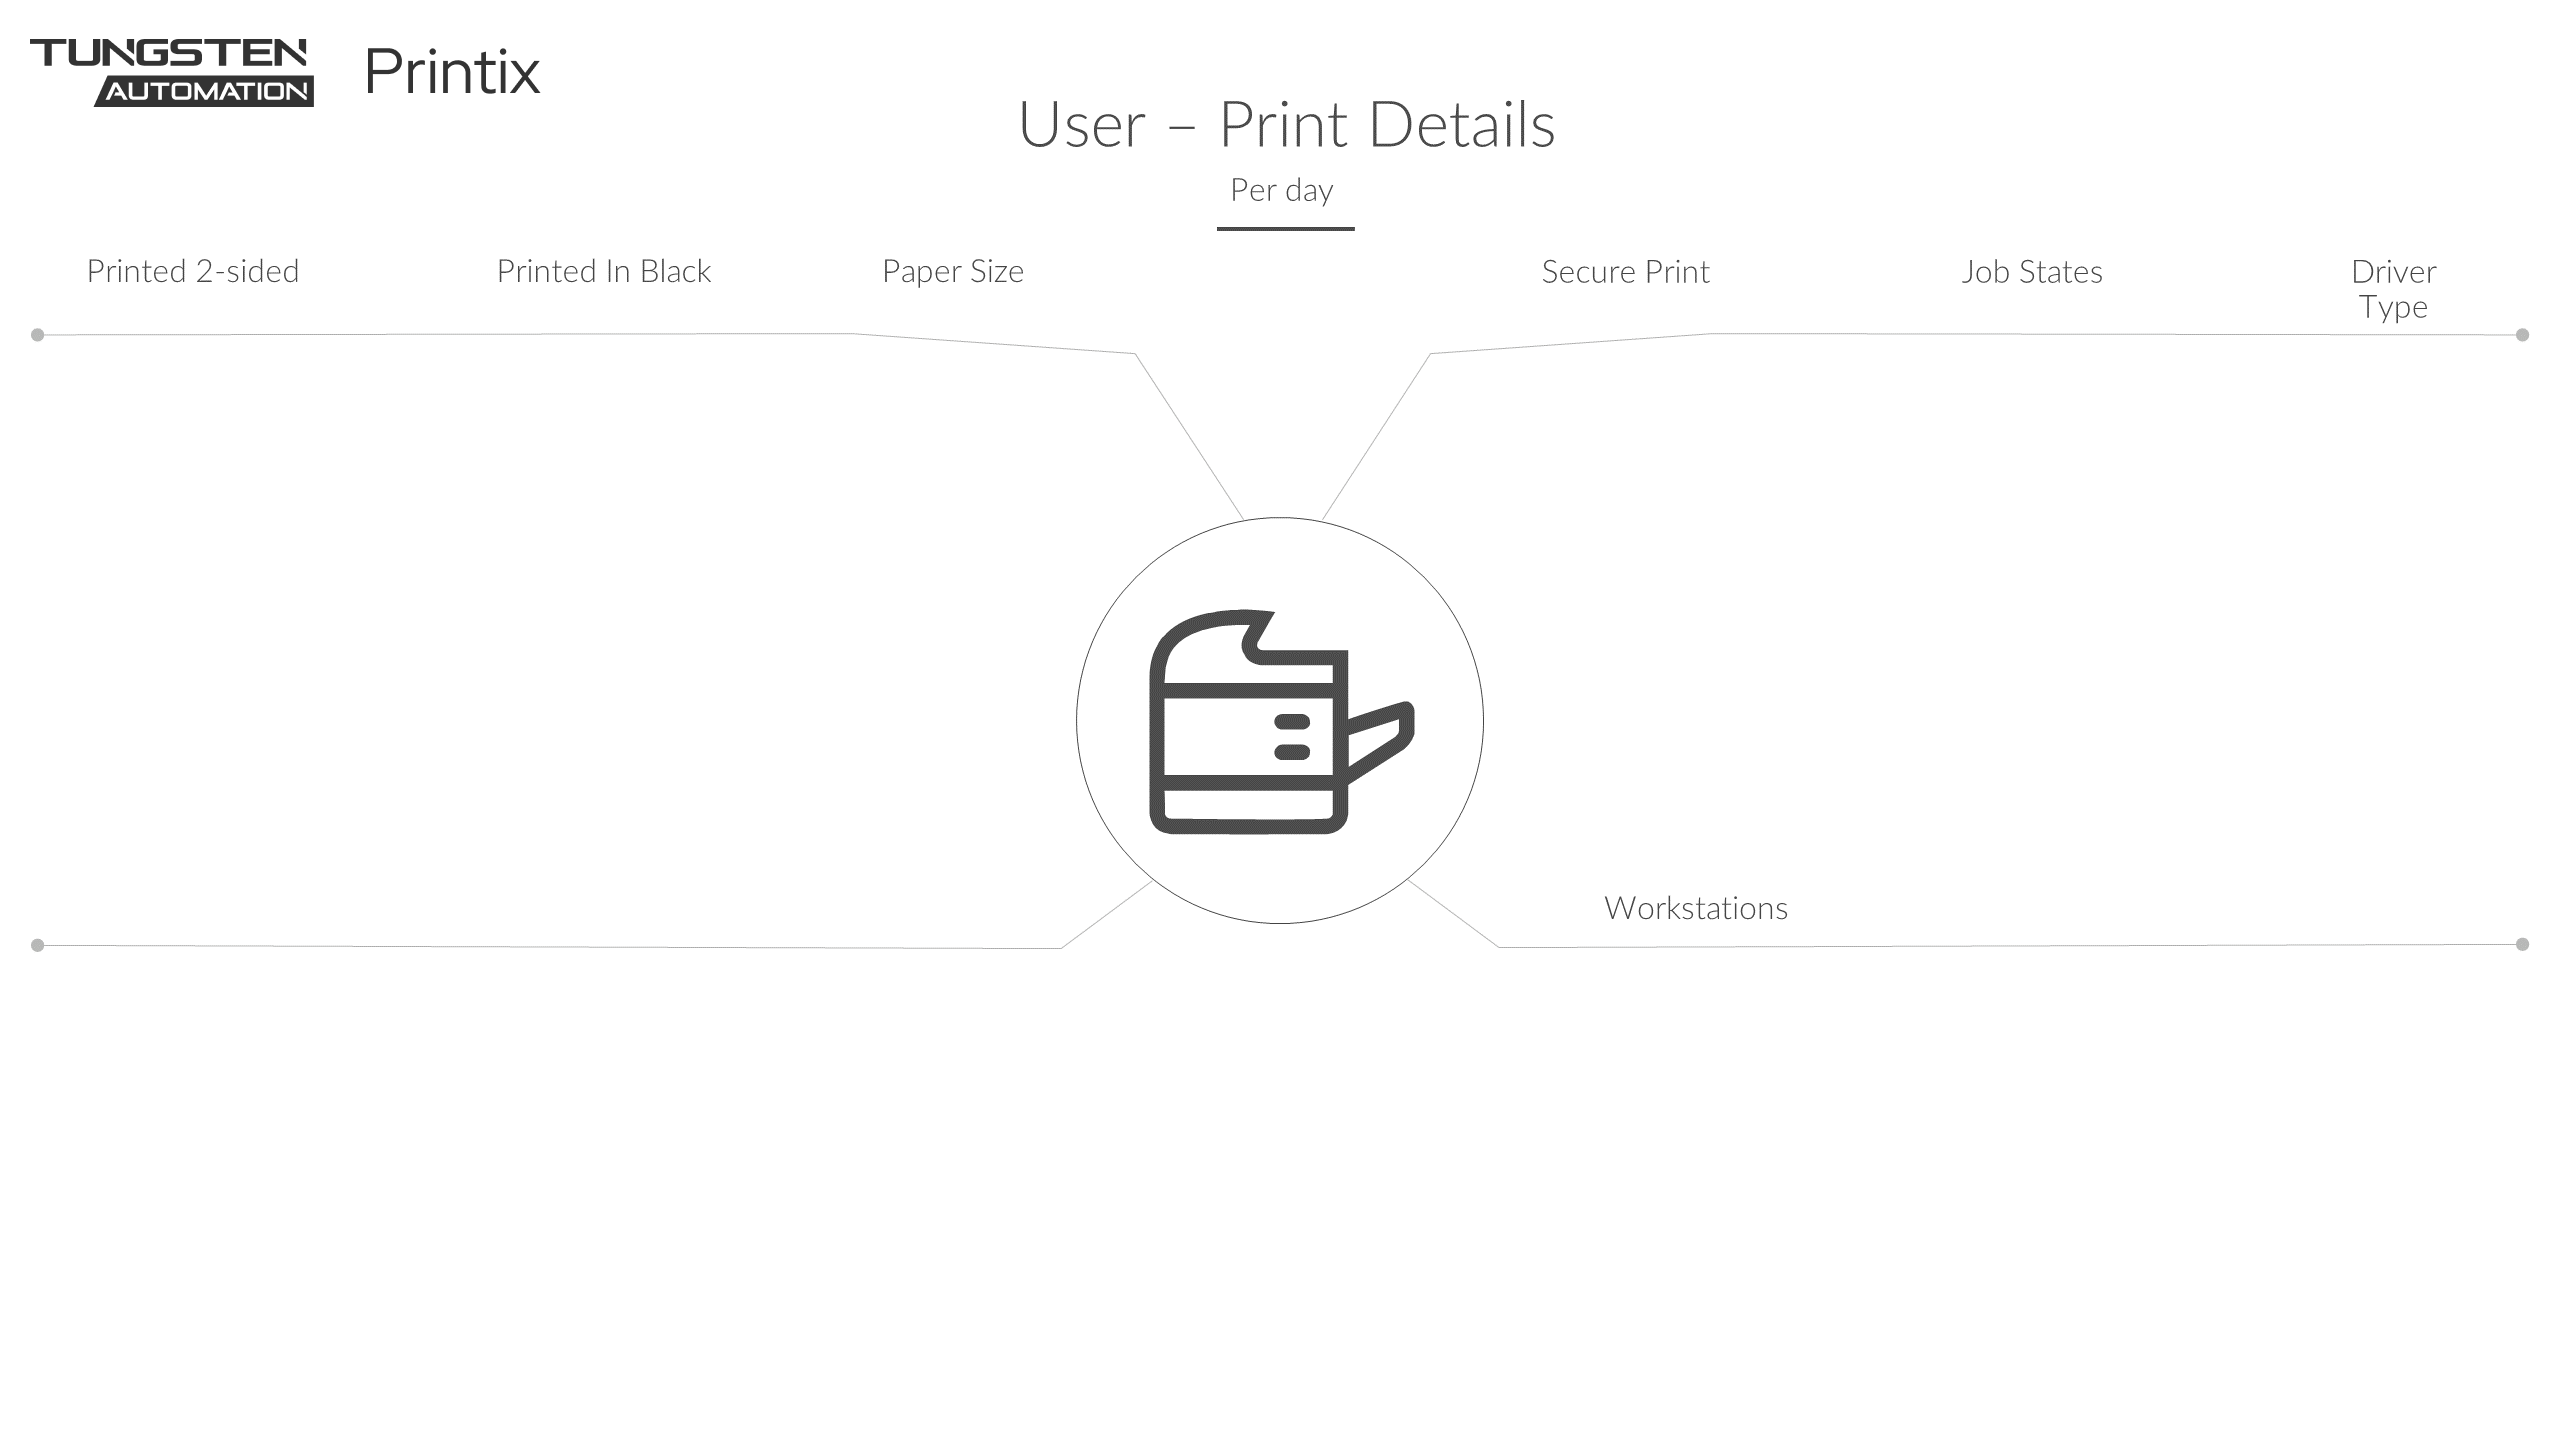 TUNGSTEN
AUTOMATION
Printix
User – Print Details
Per day
Printed 2-sided
Printed In Black
Paper Size
Secure Print
Job States
Driver
Type
Workstations